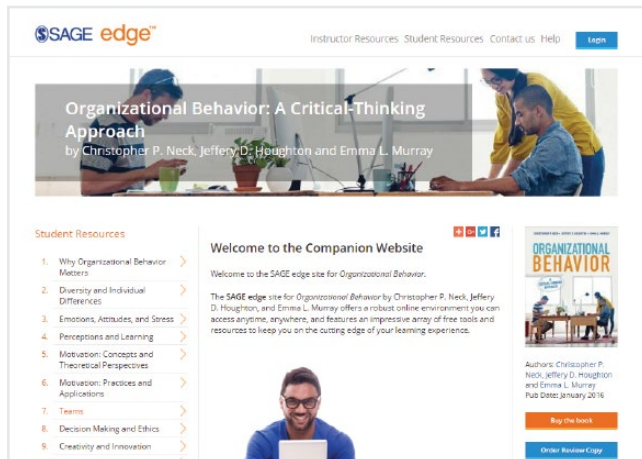 SAGE edge™
Instructor Resources Student Resources Contact us Help Login
Organizational Behavior: A Critical-Thinking
Approach
by Christopher P. Neck, Jeffery D. Houghton and Emma L. Murray
Student Resources
1. Why Organizational Behavior
Matters
2. Diversity and Individual
Differences
3. Emotions, Attitudes, and Stress
4. Perceptions and Learning
5. Motivation: Concepts and
Theoretical Perspectives
6. Motivation: Practices and
Applications
7. Teams
8. Decision Making and Ethics
9. Creativity and Innovation
Welcome to the Companion Website
Welcome to the SAGE edge site for Organizational Behavior.
The SAGE edge site for Organizational Behavior by Christopher P. Neck, Jeffery
D. Houghton, and Emma L. Murray offers a robust online environment you can
access anytime, anywhere, and features an impressive array of free tools and
resources to keep you on the cutting edge of your learning experience.
ORGANIZATIONAL
BEHAVIOR
Authors: Christopher P.
Neck, Jeffery D. Houghton
and Emma L. Murray
Pub Date: January 2016
Buy the book
Order Review Copy